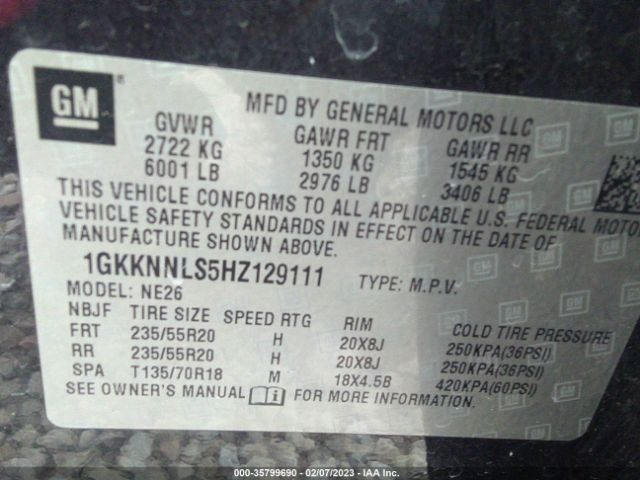 GM ®
MFD BY GENERAL MOTORS LLC
GVWR GAWR FRT GAWR RR
2722 KG 1350 KG 1545 KG
6001 LB 2976 LB 3406 LB
THIS VEHICLE CONFORMS TO ALL APPLICABLE U.S. FEDERAL MOTOR
VEHICLE SAFETY STANDARDS IN EFFECT ON THE DATE OF
MANUFACTURE SHOWN ABOVE.
1GKKNNLS5HZ129111 TYPE: M.P.V.
MODEL: NE26
NBJF TIRE SIZE SPEED RTG RIM COLD TIRE PRESSURE
FRT 235/55R20 H 20X8J 250KPA(36PSI)
RR 235/55R20 H 20X8J 250KPA(36PSI)
SPA T135/70R18 M 18X4.5B 420KPA(60PSI)
SEE OWNER'S MANUAL FOR MORE INFORMATION.
000-35799690 - 02/07/2023 - IAA Inc.